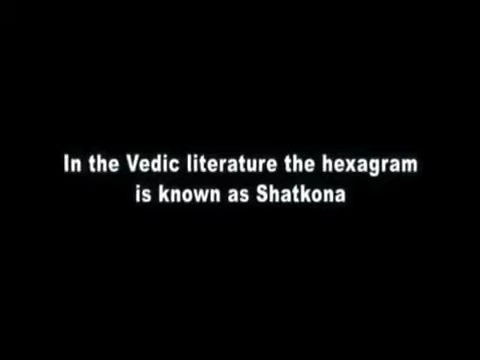 In the Vedic literature the hexagram
is known as Shatkona